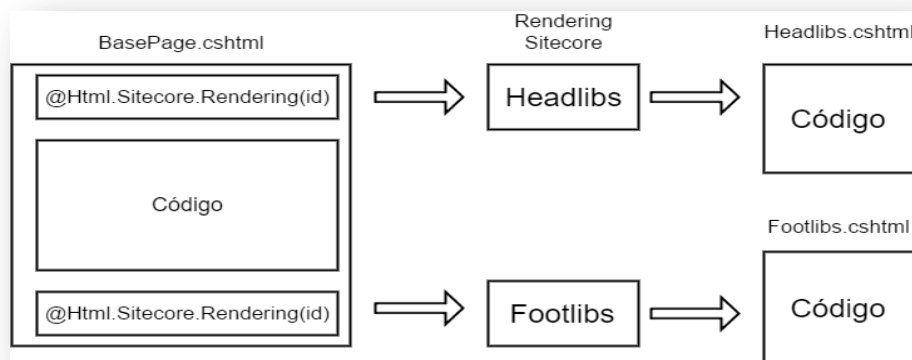 BasePage.cshtml
@Html.Sitecore.Rendering(id)
Código
@Html.Sitecore.Rendering(id)
Rendering
Sitecore
Headlibs
Footlibs
Headlibs.cshtml
Código
Footlibs.cshtml
Código